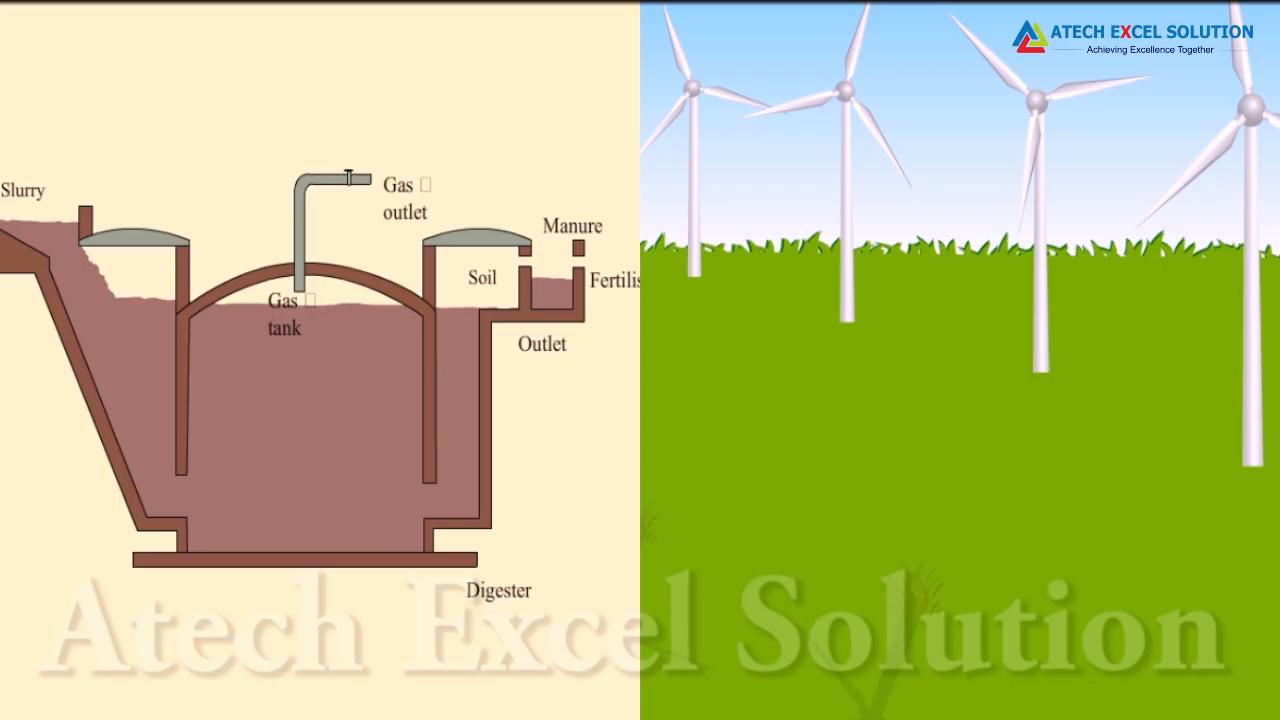 ATECH EXCEL SOLUTION
Achieving Excellence Together
Slurry
Gas
outlet
Manure
Soil
Gas
tank
Outlet
Digester
Atech Excel Solution